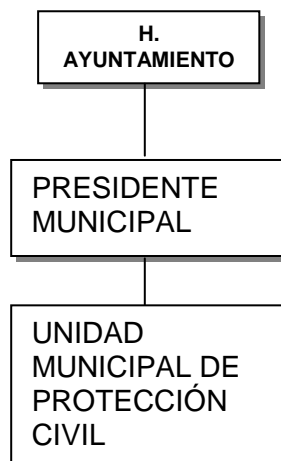 H.
AYUNTAMIENTO
PRESIDENTE
MUNICIPAL
UNIDAD
MUNICIPAL DE
PROTECCIÓN
CIVIL